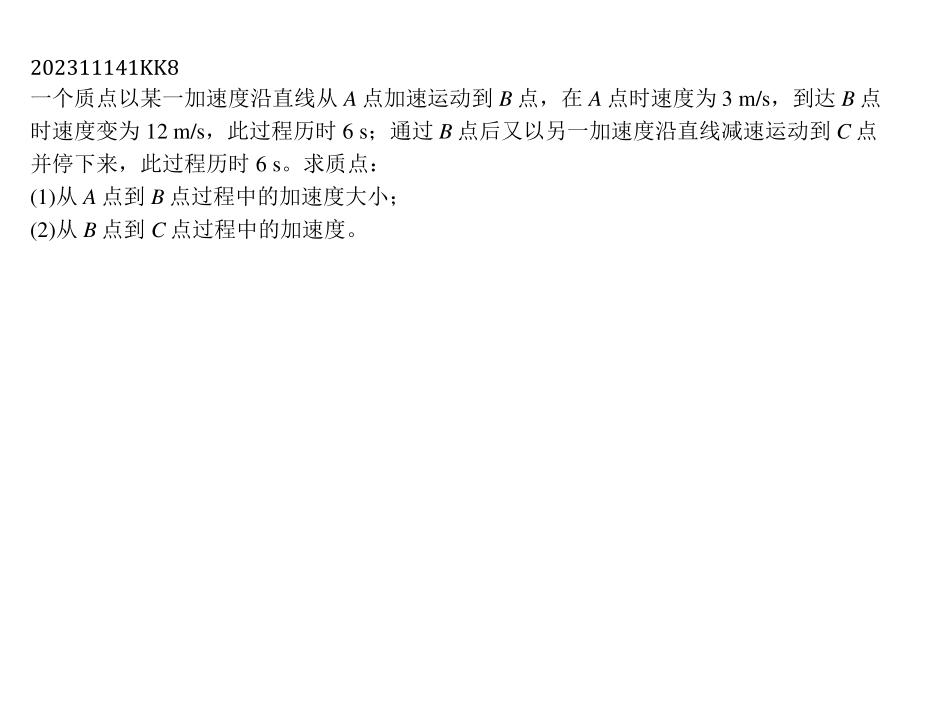 202311141KK8
一个质点以某一加速度沿直线从 A 点加速运动到 B 点，在 A 点时速度为 3 m/s，到达 B 点
时速度变为 12 m/s，此过程历时 6 s；通过 B 点后又以另一加速度沿直线减速运动到 C 点
并停下来，此过程历时 6 s。求质点：
(1)从 A 点到 B 点过程中的加速度大小；
(2)从 B 点到 C 点过程中的加速度。